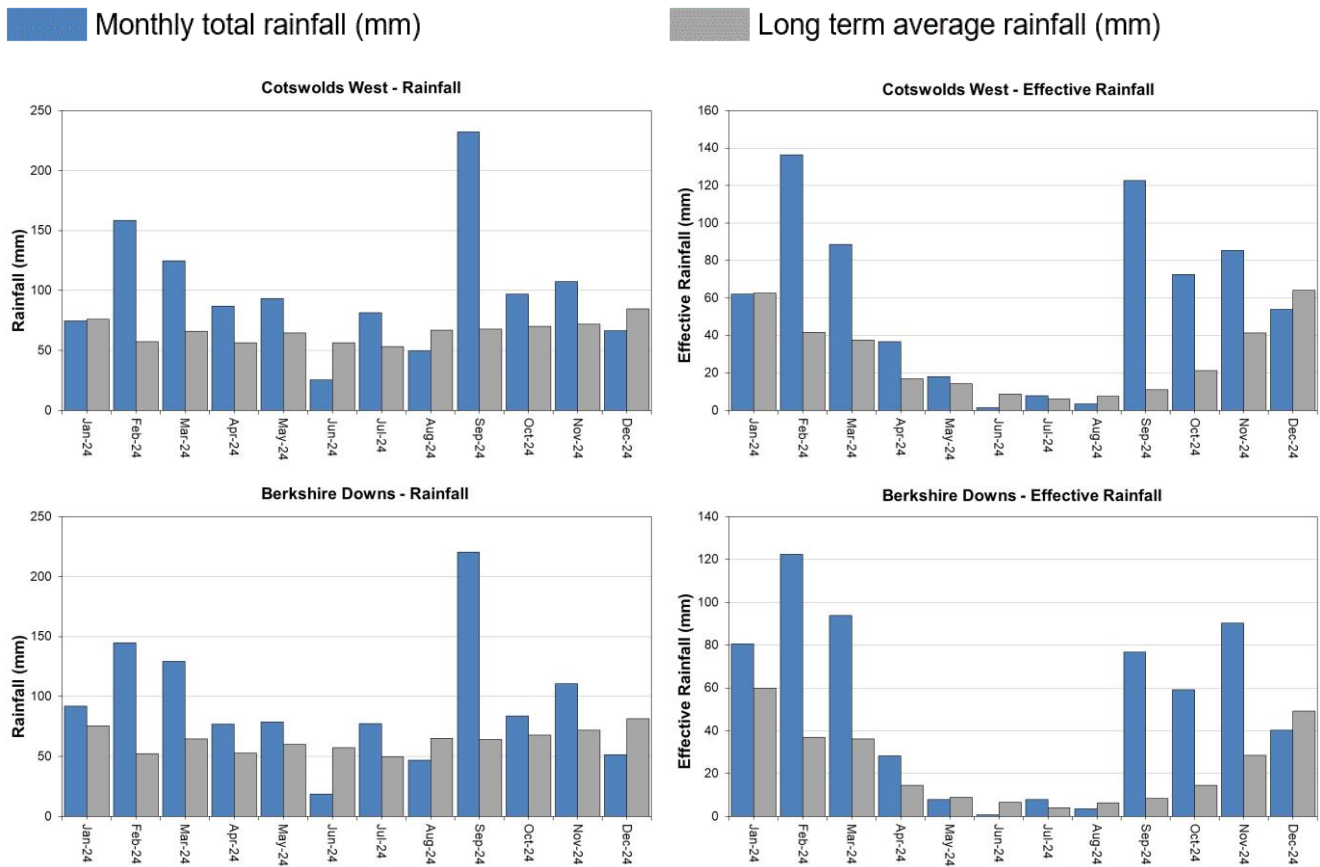 Monthly total rainfall (mm)
Long term average rainfall (mm)
Cotswolds West - Rainfall
Rainfall (mm)
250
200
150
100
50
0
Jan-24
Feb-24
Mar-24
Apr-24
May-24
Jun-24
Jul-24
Aug-24
Sep-24
Oct-24
Nov-24
Dec-24
Cotswolds West - Effective Rainfall
Effective Rainfall (mm)
160
140
120
100
80
60
40
20
0
Jan-24
Feb-24
Mar-24
Apr-24
May-24
Jun-24
Jul-24
Aug-24
Sep-24
Oct-24
Nov-24
Dec-24
Berkshire Downs - Rainfall
Rainfall (mm)
250
200
150
100
50
0
Jan-24
Feb-24
Mar-24
Apr-24
May-24
Jun-24
Jul-24
Aug-24
Sep-24
Oct-24
Nov-24
Dec-24
Berkshire Downs - Effective Rainfall
Effective Rainfall (mm)
140
120
100
80
60
40
20
0
Jan-24
Feb-24
Mar-24
Apr-24
May-24
Jun-24
Jul-24
Aug-24
Sep-24
Oct-24
Nov-24
Dec-24